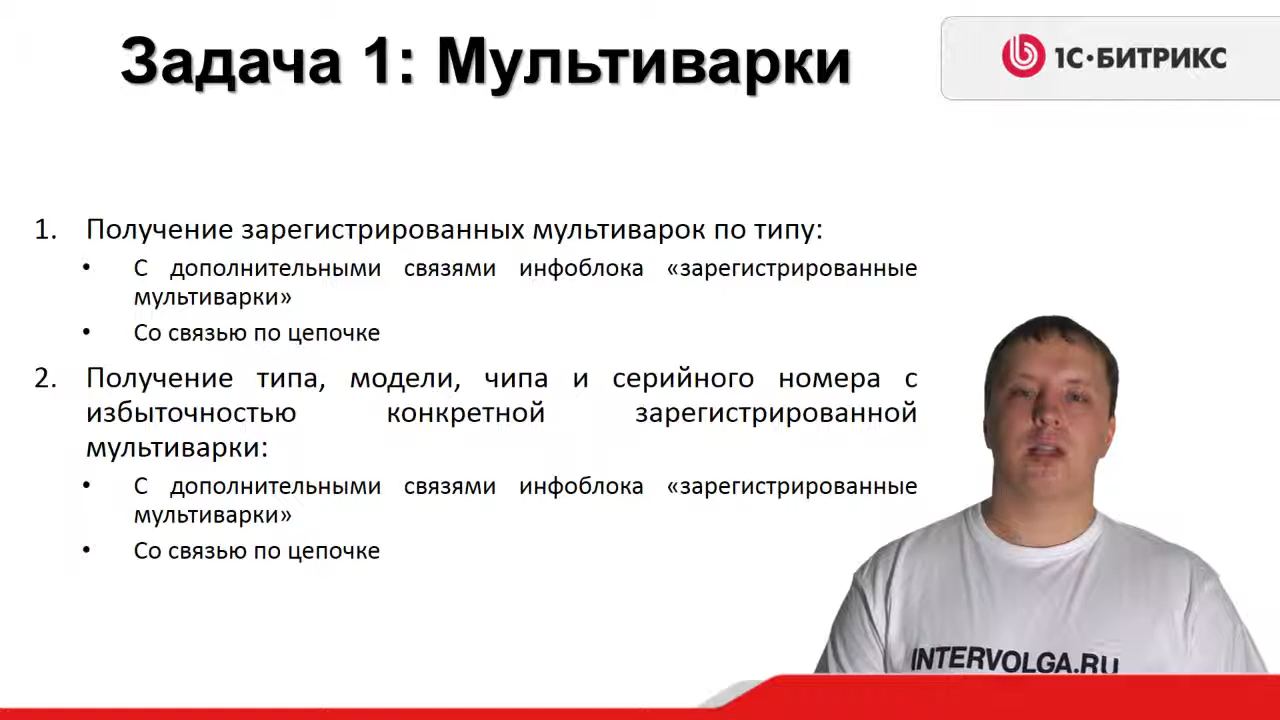 Задача 1: Мультиварки
1С·БИТРИКС
1. Получение зарегистрированных мультиварок по типу:
• С дополнительными связями инфоблока «зарегистрированные
мультиварки»
• Со связью по цепочке
2. Получение типа, модели, чипа и серийного номера с
избыточностью конкретной зарегистрированной
мультиварки:
• С дополнительными связями инфоблока «зарегистрированные
мультиварки»
• Со связью по цепочке
INTERVOLGA.RU